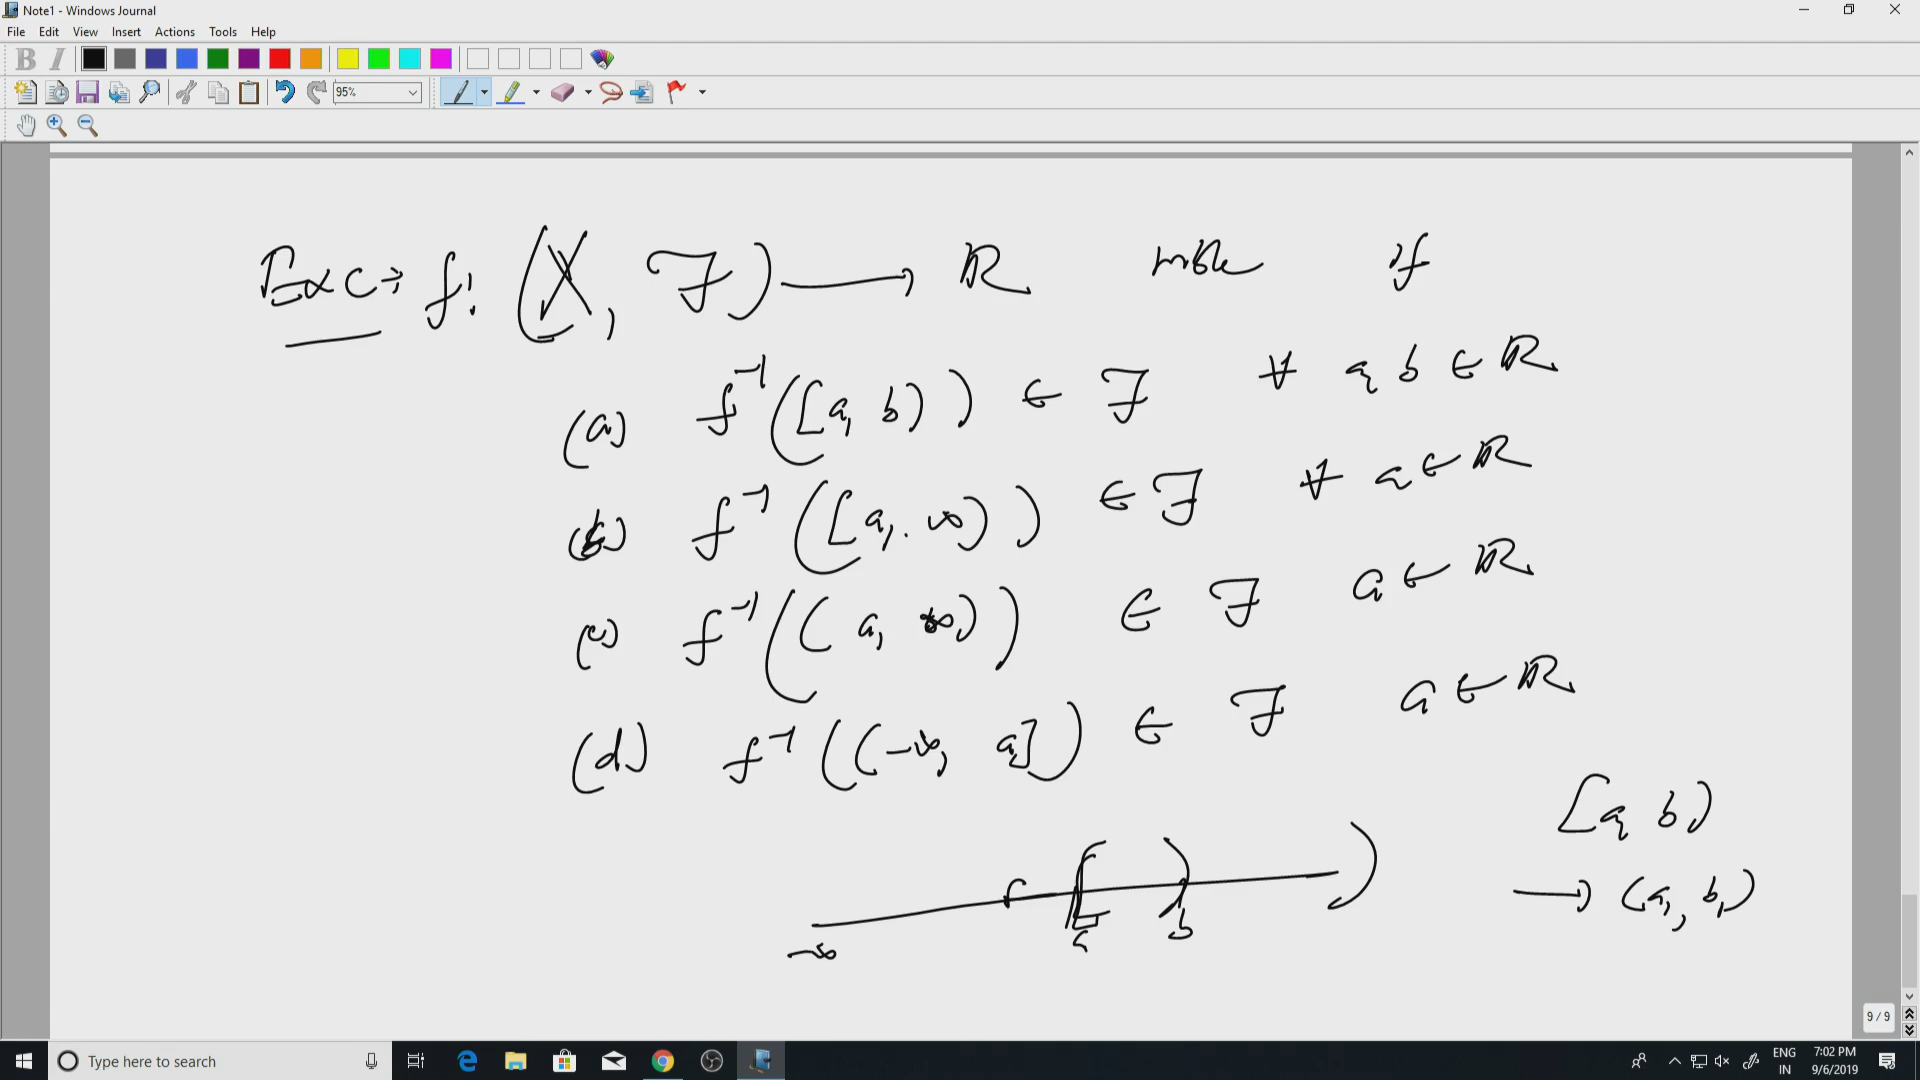 Note1 - Windows Journal
File Edit View Insert Actions Tools Help
B I
95%
Exc:→ f: (X, ℱ) ⟶ ℝ mble if
(a) f⁻¹([a, b)) ∈ ℱ ∀ a, b ∈ ℝ
(b) f⁻¹([a, ∞)) ∈ ℱ ∀ a ∈ ℝ
(c) f⁻¹((a, ∞)) ∈ ℱ a ∈ ℝ
(d) f⁻¹((-∞, a]) ∈ ℱ a ∈ ℝ
[a, b)
⟶ (a, b)
-∞ a b
9 / 9
Type here to search
ENG
IN
7:02 PM
9/6/2019